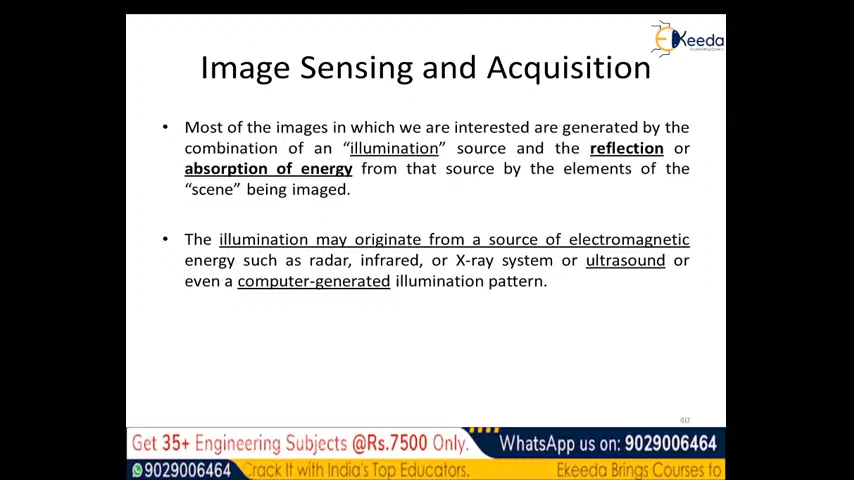 Ekeeda
Image Sensing and Acquisition
• Most of the images in which we are interested are generated by the
combination of an “illumination” source and the reflection or
absorption of energy from that source by the elements of the
“scene” being imaged.
• The illumination may originate from a source of electromagnetic
energy such as radar, infrared, or X-ray system or ultrasound or
even a computer-generated illumination pattern.
40
Get 35+ Engineering Subjects @Rs.7500 Only.
WhatsApp us on: 9029006464
9029006464
Crack It with India's Top Educators.
Ekeeda Brings Courses to